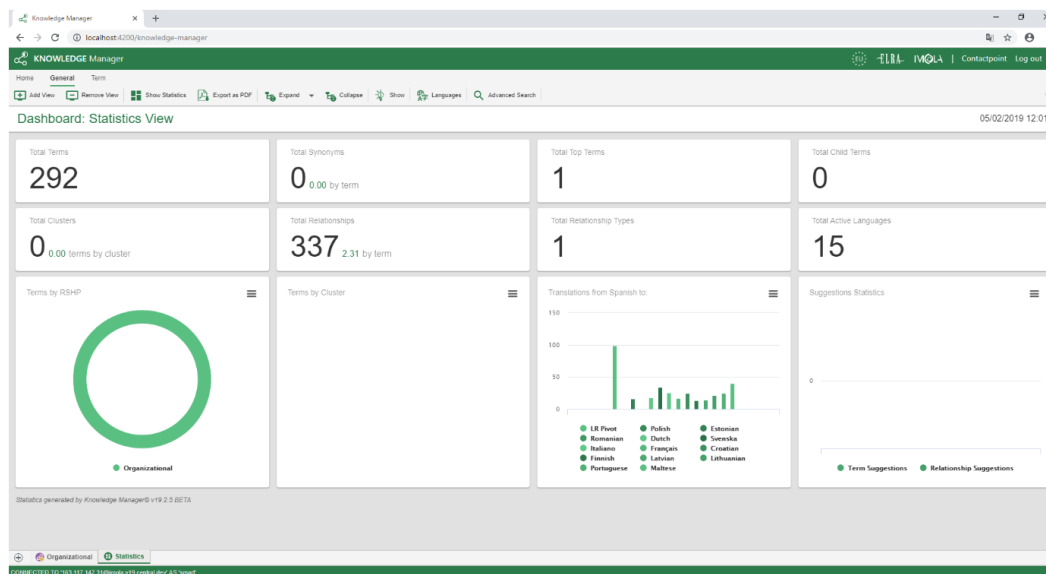 Knowledge Manager
localhost:4200/knowledge-manager
KNOWLEDGE Manager
EU ELRA IMOLA | Contactpoint Log out
Home General Term
Add View Remove View Show Statistics Export as PDF Expand Collapse Show Languages Advanced Search
Dashboard: Statistics View 05/02/2019 12:01
Total Terms
292
Total Synonyms
0 0.00 by term
Total Top Terms
1
Total Child Terms
0
Total Clusters
0 0.00 terms by cluster
Total Relationships
337 2.31 by term
Total Relationship Types
1
Total Active Languages
15
Terms by RSHP
Organizational
Terms by Cluster
Translations from Spanish to:
150
100
50
0
LR Pivot Polish Estonian
Romanian Dutch Svenska
Italiano Français Croatian
Finnish Latvian Lithuanian
Portuguese Maltese
Suggestions Statistics
0
Term Suggestions Relationship Suggestions
Statistics generated by Knowledge Manager© v19.2.5 BETA
Organizational Statistics